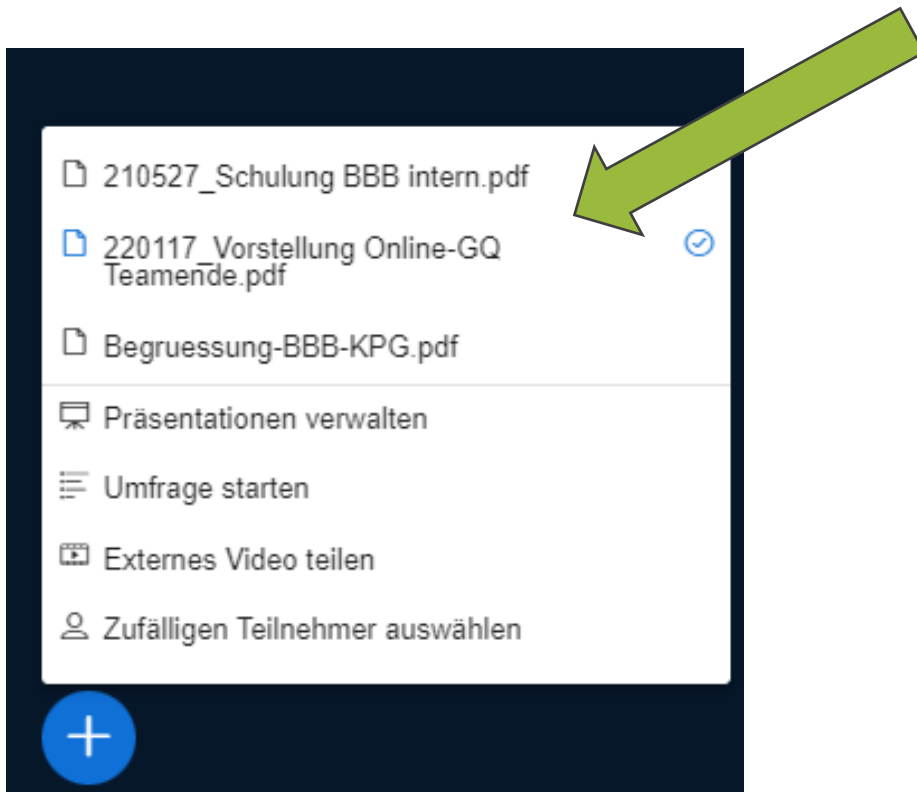 210527_Schulung BBB intern.pdf
220117_Vorstellung Online-GQ
Teamende.pdf
Begruessung-BBB-KPG.pdf
Präsentationen verwalten
Umfrage starten
Externes Video teilen
Zufälligen Teilnehmer auswählen